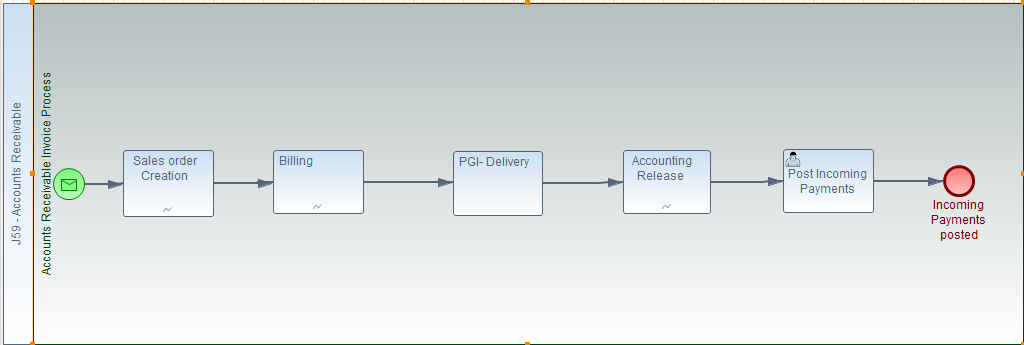 J59 - Accounts Receivable
Accounts Receivable Invoice Process
Sales order
Creation
Billing
PGI- Delivery
Accounting
Release
Post Incoming
Payments
Incoming
Payments
posted